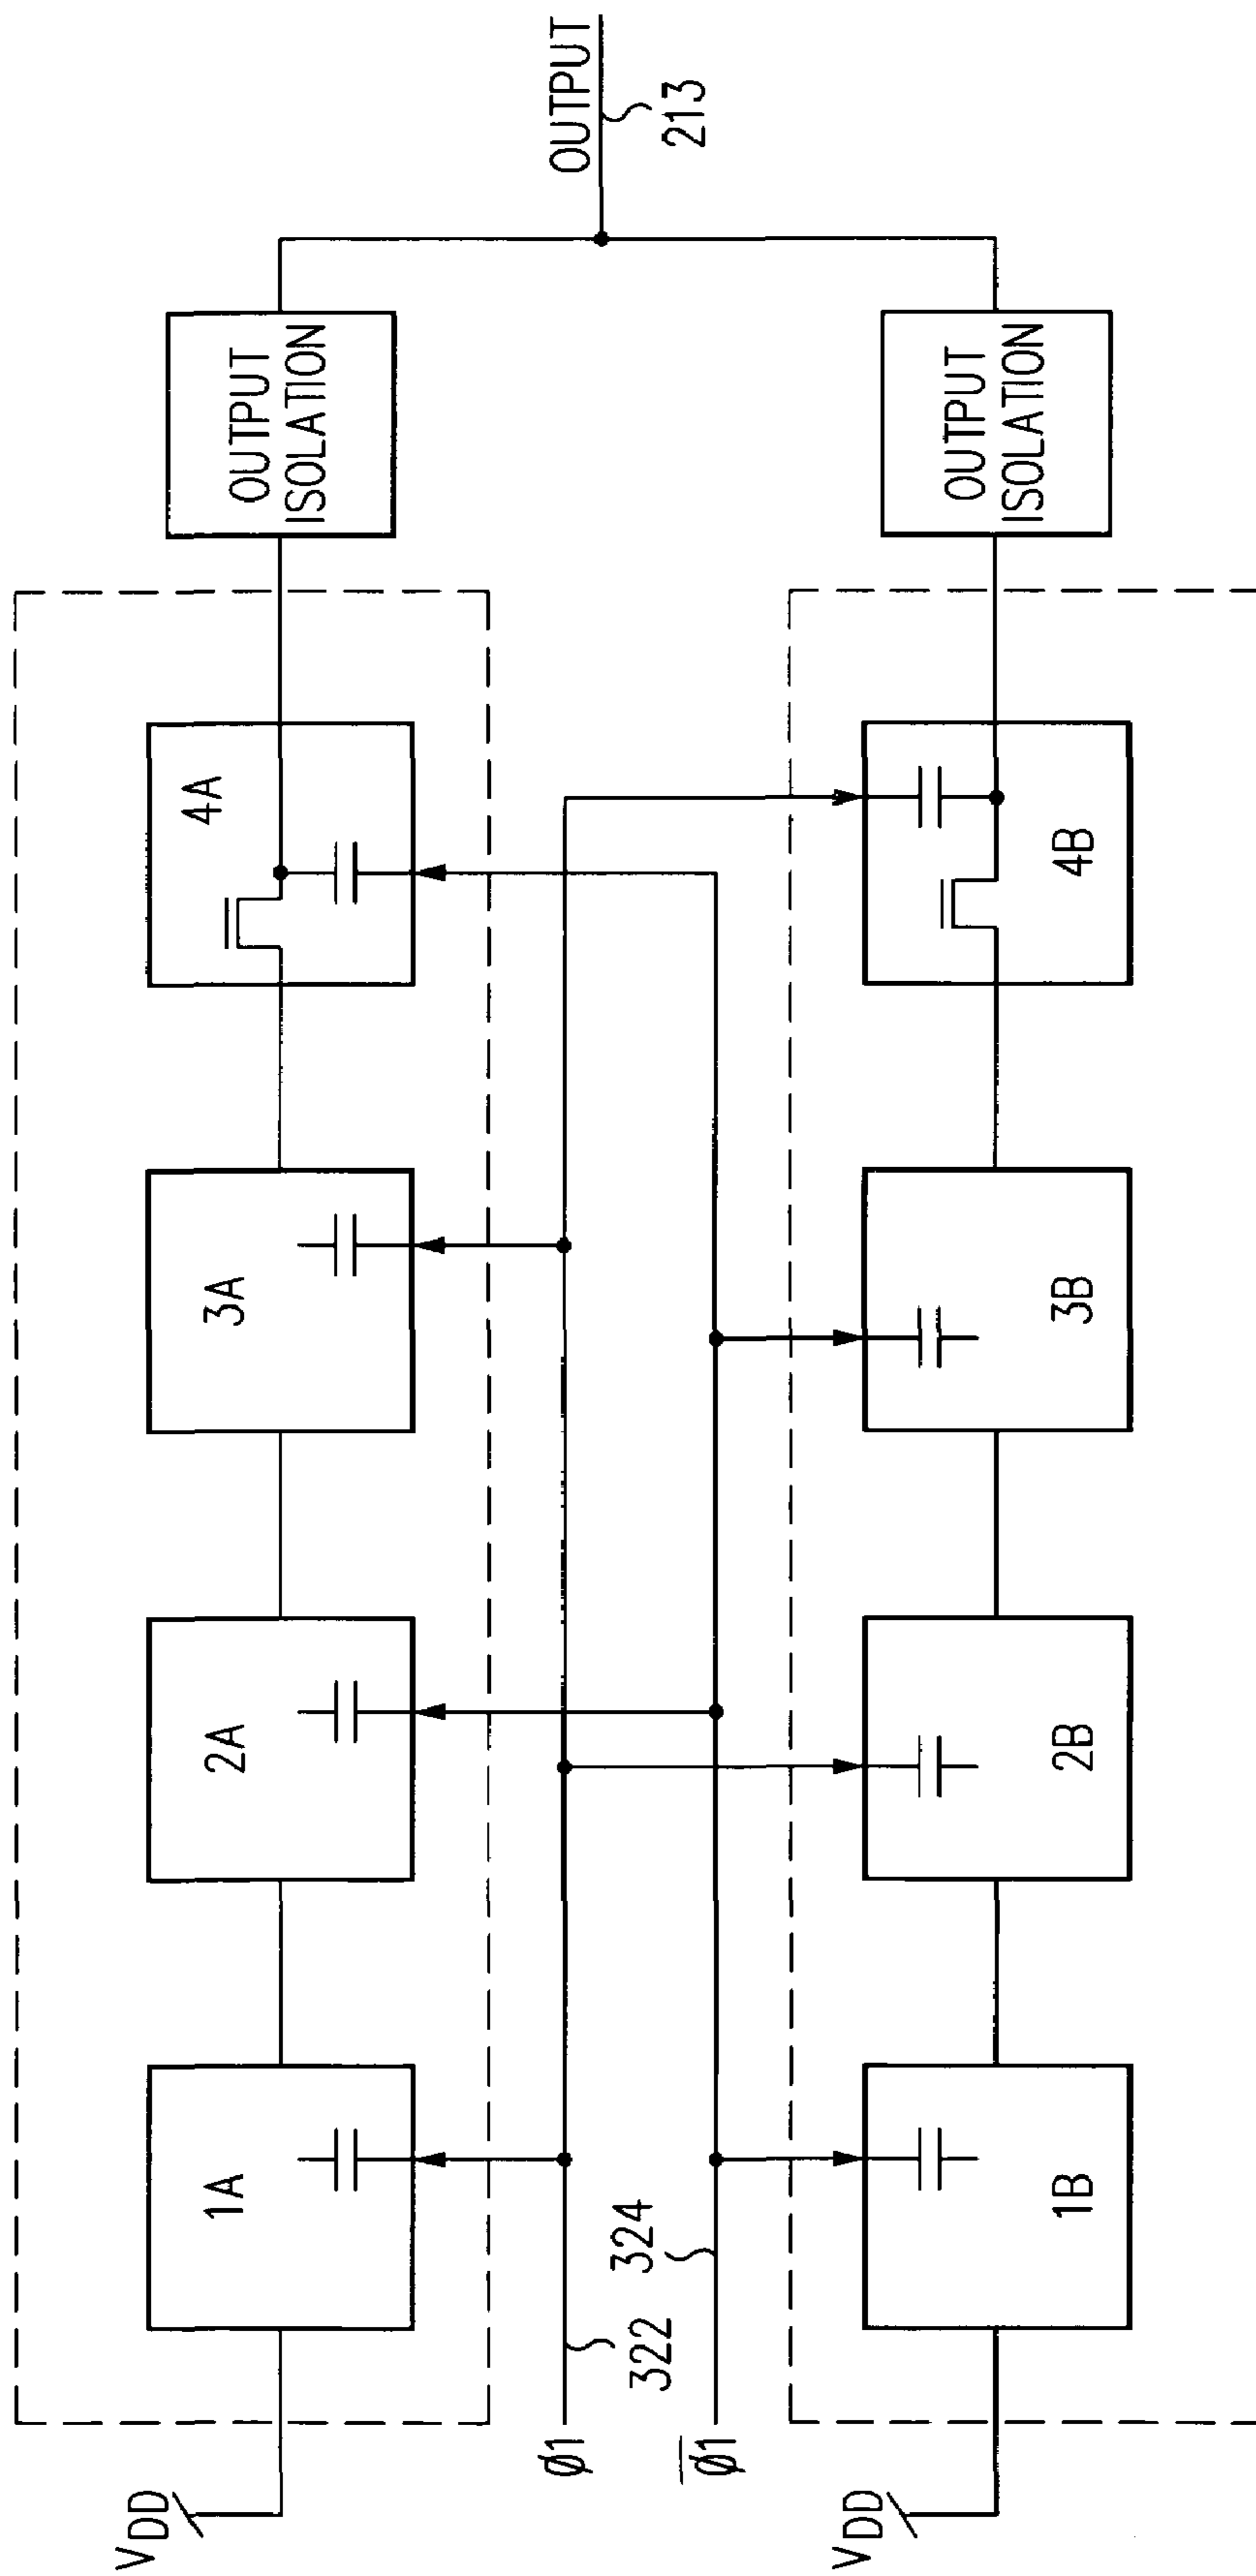 V_DD
1A
2A
3A
4A
OUTPUT
ISOLATION
OUTPUT
213
Ø1
322
324
Ø1̅
V_DD
1B
2B
3B
4B
OUTPUT
ISOLATION